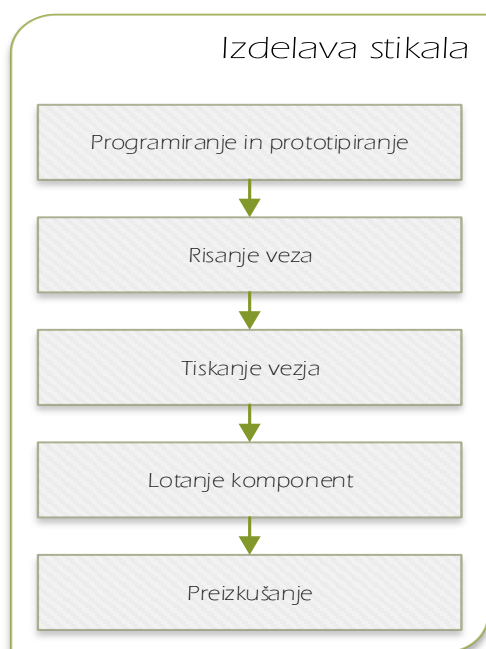 Izdelava stikala
Programiranje in prototipiranje
Risanje veza
Tiskanje vezja
Lotanje komponent
Preizkušanje